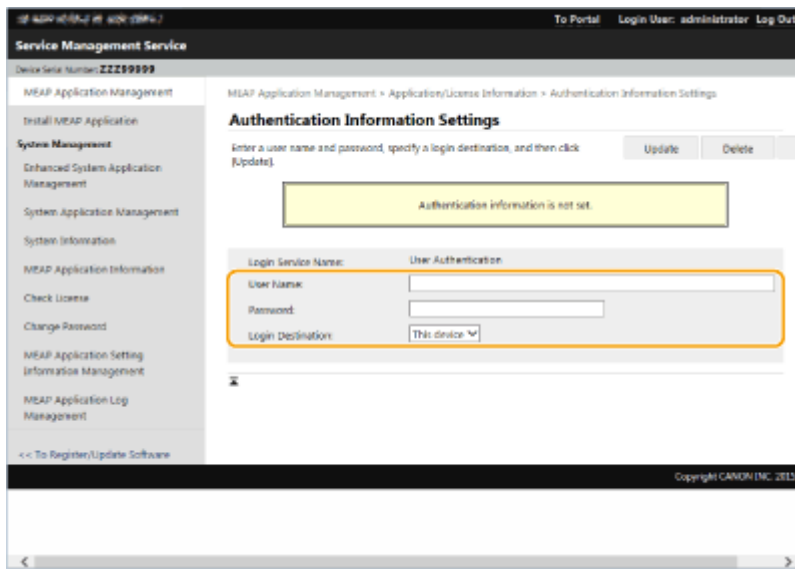 To Portal Login User: administrator Log Out
Service Management Service
Device Serial Number: ZZZ99999
MEAP Application Management
Install MEAP Application
System Management
Enhanced System Application
Management
System Application Management
System Information
MEAP Application Information
Check License
Change Password
MEAP Application Setting
Information Management
MEAP Application Log
Management
<< To Register/Update Software
MEAP Application Management > Application/License Information > Authentication Information Settings
Authentication Information Settings
Enter a user name and password, specify a login destination, and then click
[Update].
Update Delete
Authentication information is not set.
Login Service Name: User Authentication
User Name:
Password:
Login Destination: This device
Copyright CANON INC. 2015